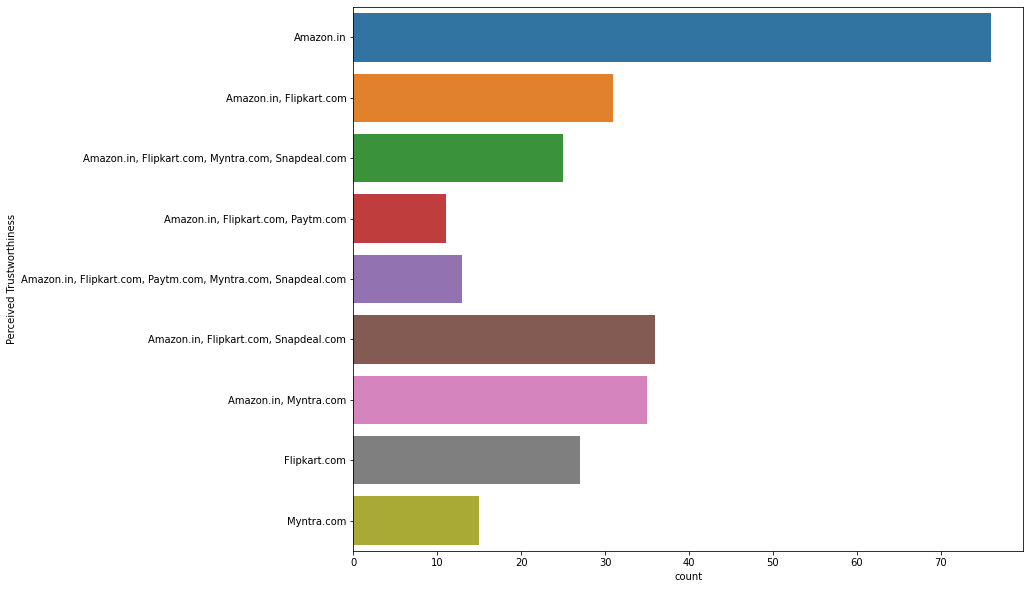 Perceived Trustworthiness
Amazon.in
Amazon.in, Flipkart.com
Amazon.in, Flipkart.com, Myntra.com, Snapdeal.com
Amazon.in, Flipkart.com, Paytm.com
Amazon.in, Flipkart.com, Paytm.com, Myntra.com, Snapdeal.com
Amazon.in, Flipkart.com, Snapdeal.com
Amazon.in, Myntra.com
Flipkart.com
Myntra.com
0 10 20 30 40 50 60 70
count